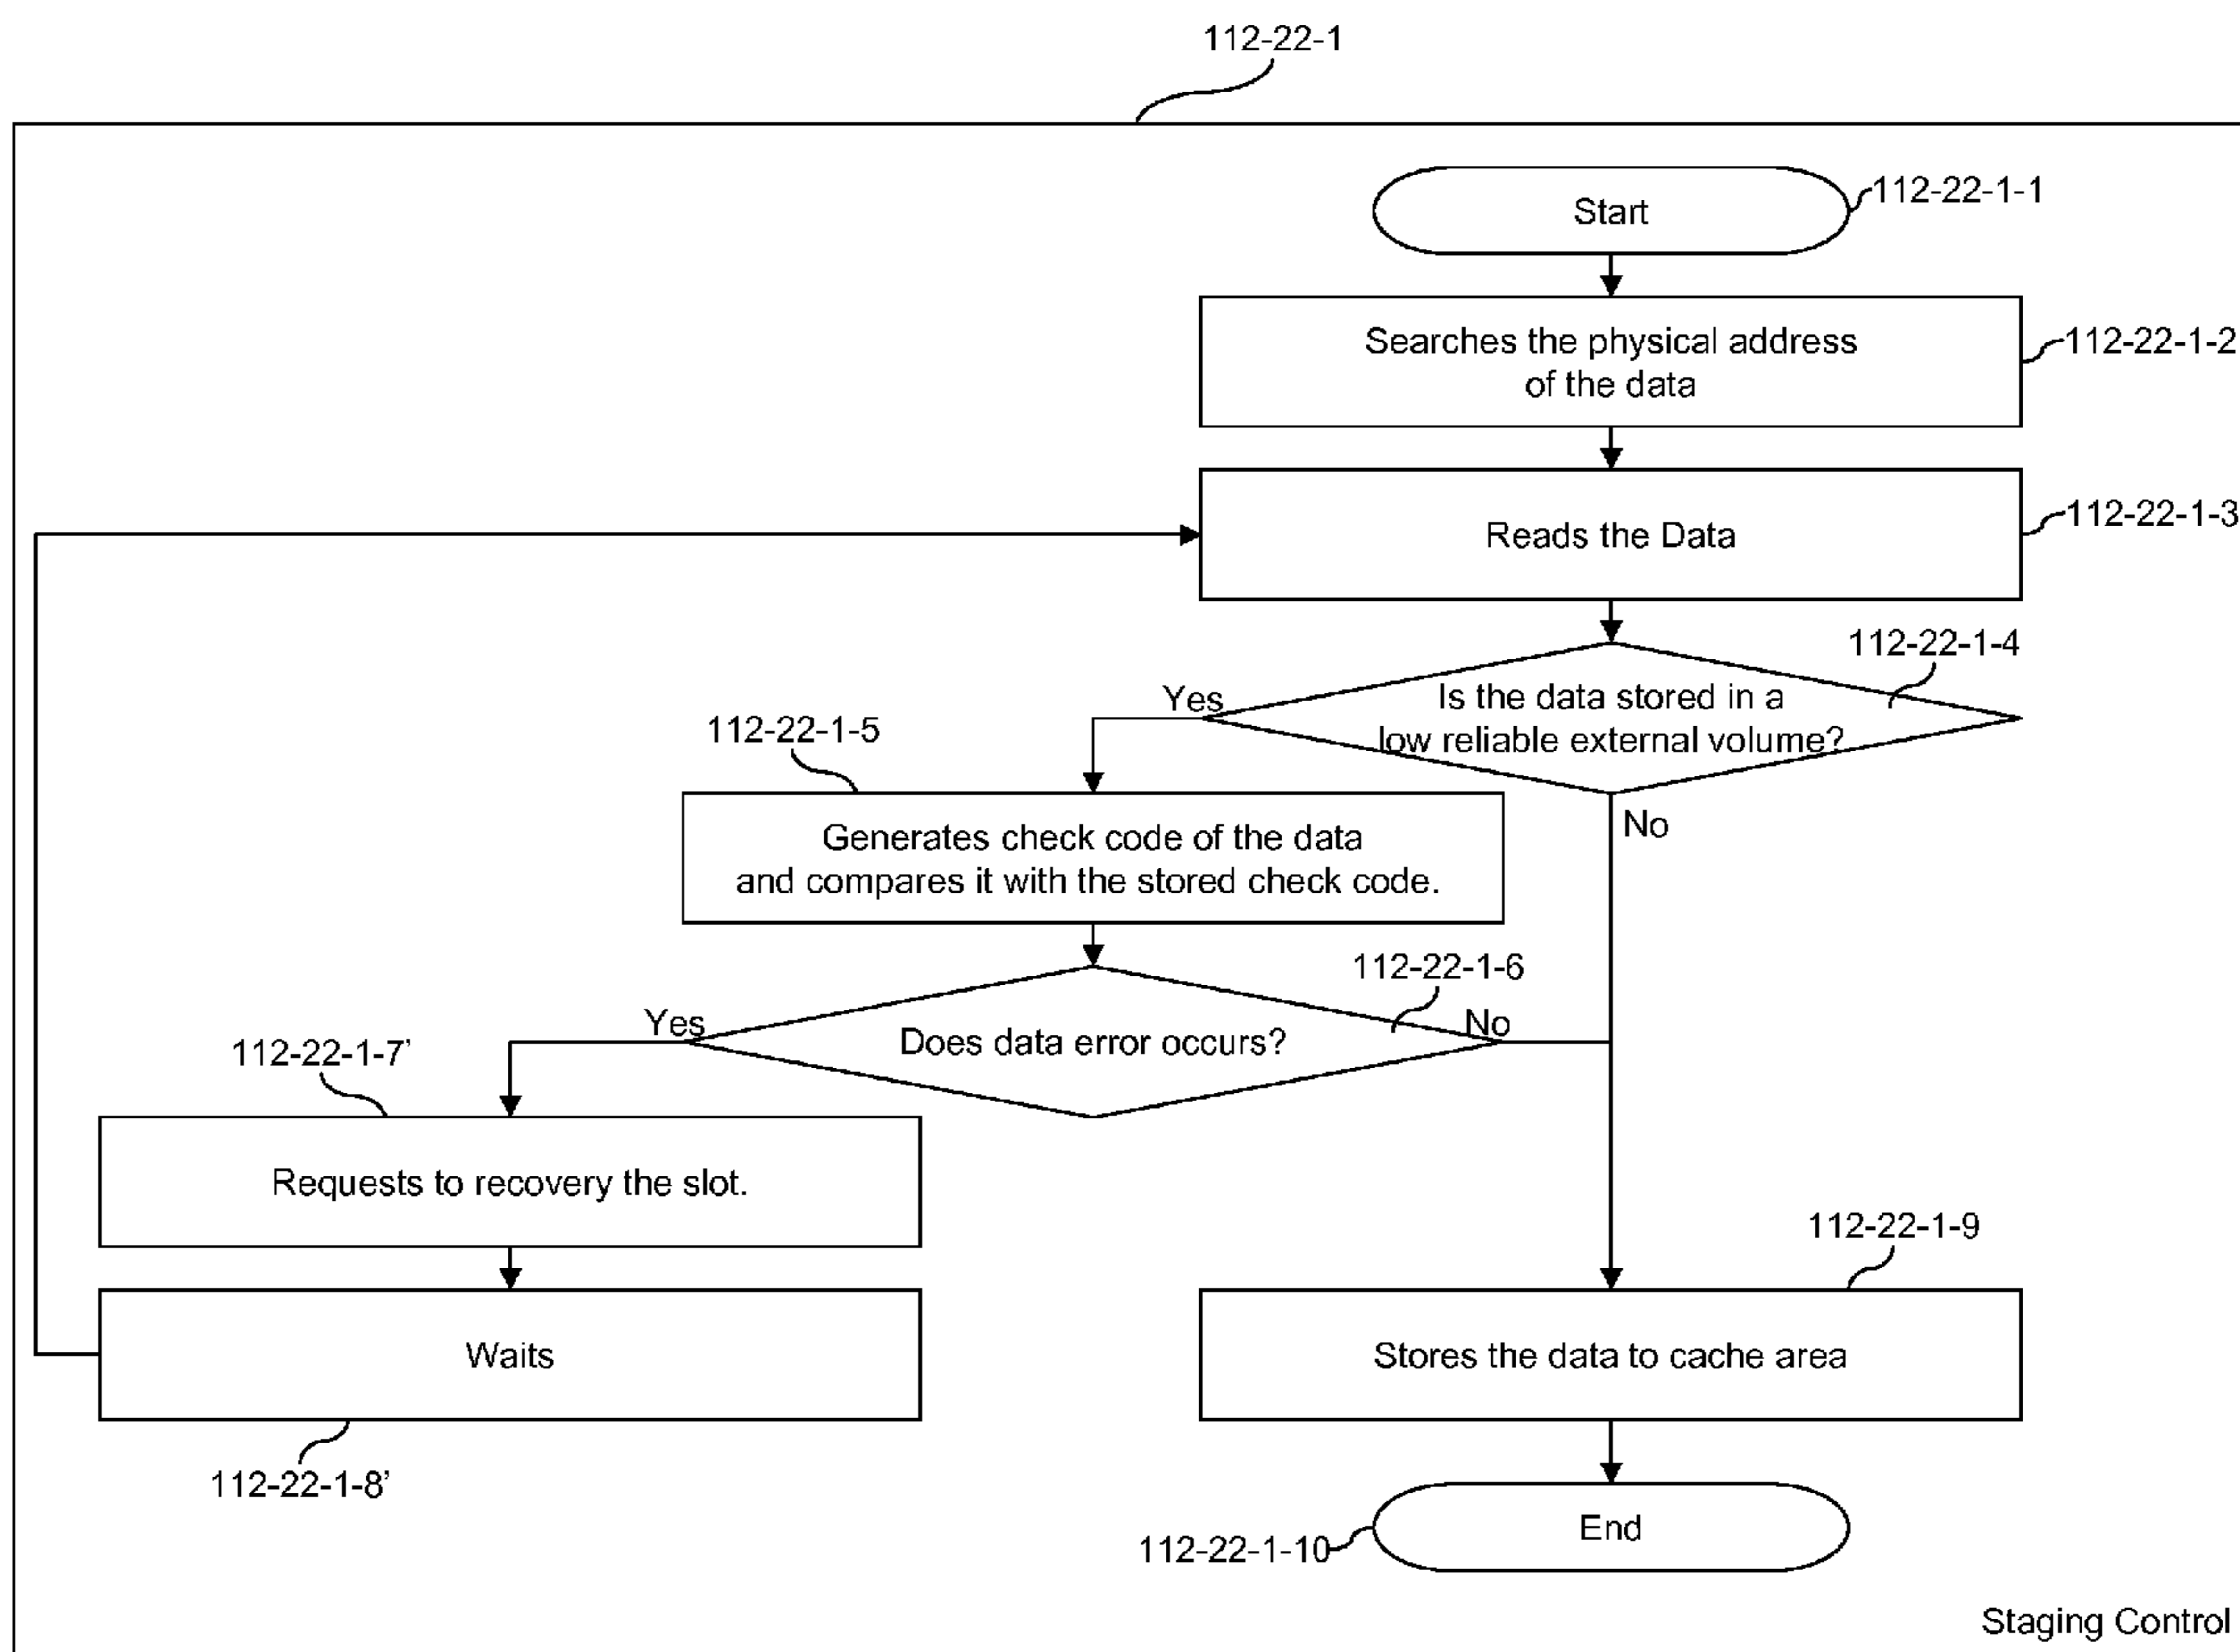 112-22-1
Start
112-22-1-1
Searches the physical address
of the data
112-22-1-2
Reads the Data
112-22-1-3
112-22-1-4
Is the data stored in a
low reliable external volume?
Yes
No
112-22-1-5
Generates check code of the data
and compares it with the stored check code.
112-22-1-6
Does data error occurs?
Yes
No
112-22-1-7’
Requests to recovery the slot.
Waits
112-22-1-8’
112-22-1-9
Stores the data to cache area
End
112-22-1-10
Staging Control